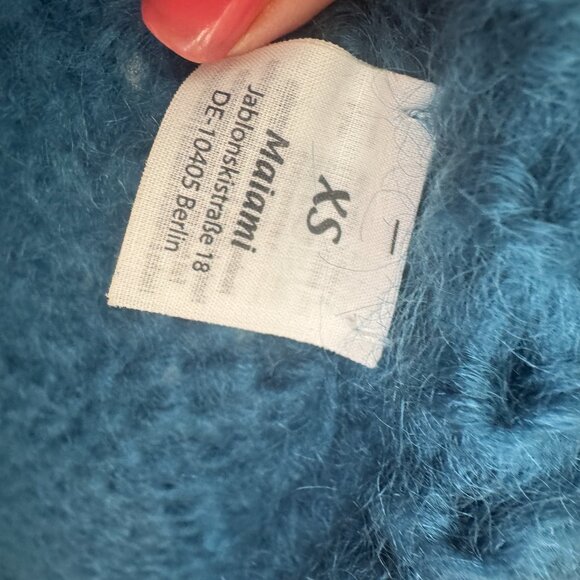 XS
Maiami
Jablonskistraße 18
DE-10405 Berlin